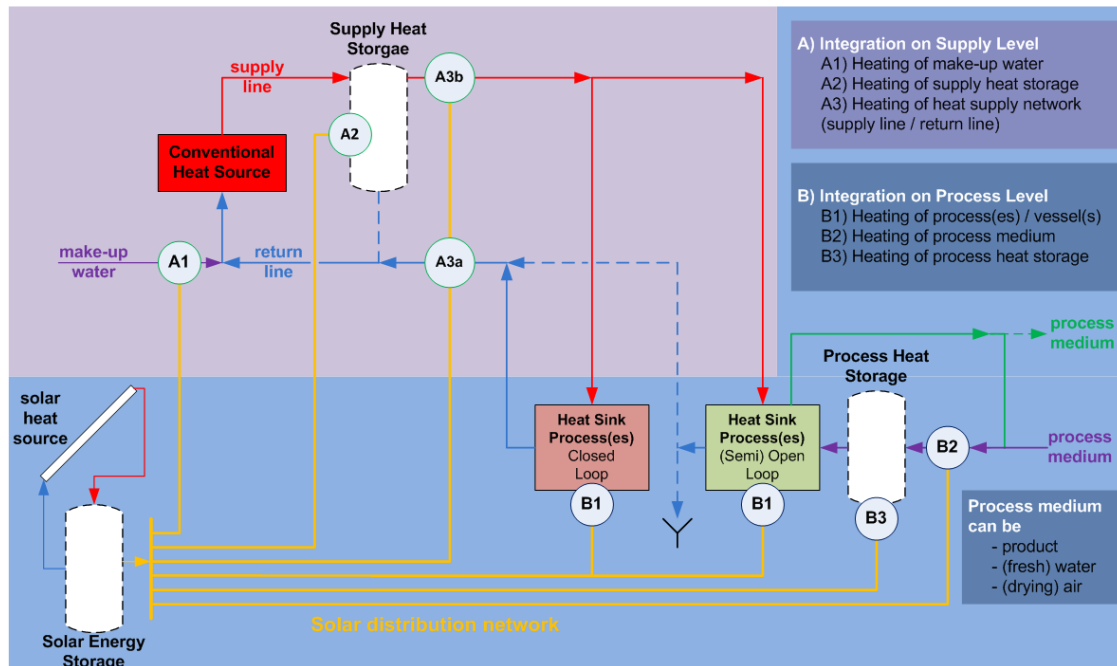 Supply Heat
Storgae
supply
line
A3b
A2
Conventional
Heat Source
make-up
water
A1
return
line
A3a
A) Integration on Supply Level
A1) Heating of make-up water
A2) Heating of supply heat storage
A3) Heating of heat supply network
(supply line / return line)
B) Integration on Process Level
B1) Heating of process(es) / vessel(s)
B2) Heating of process medium
B3) Heating of process heat storage
process
medium
Process Heat
Storage
solar
heat
source
Heat Sink
Process(es)
Closed
Loop
B1
Heat Sink
Process(es)
(Semi) Open
Loop
B1
B3
B2
process
medium
Process medium
can be
- product
- (fresh) water
- (drying) air
Solar distribution network
Solar Energy
Storage